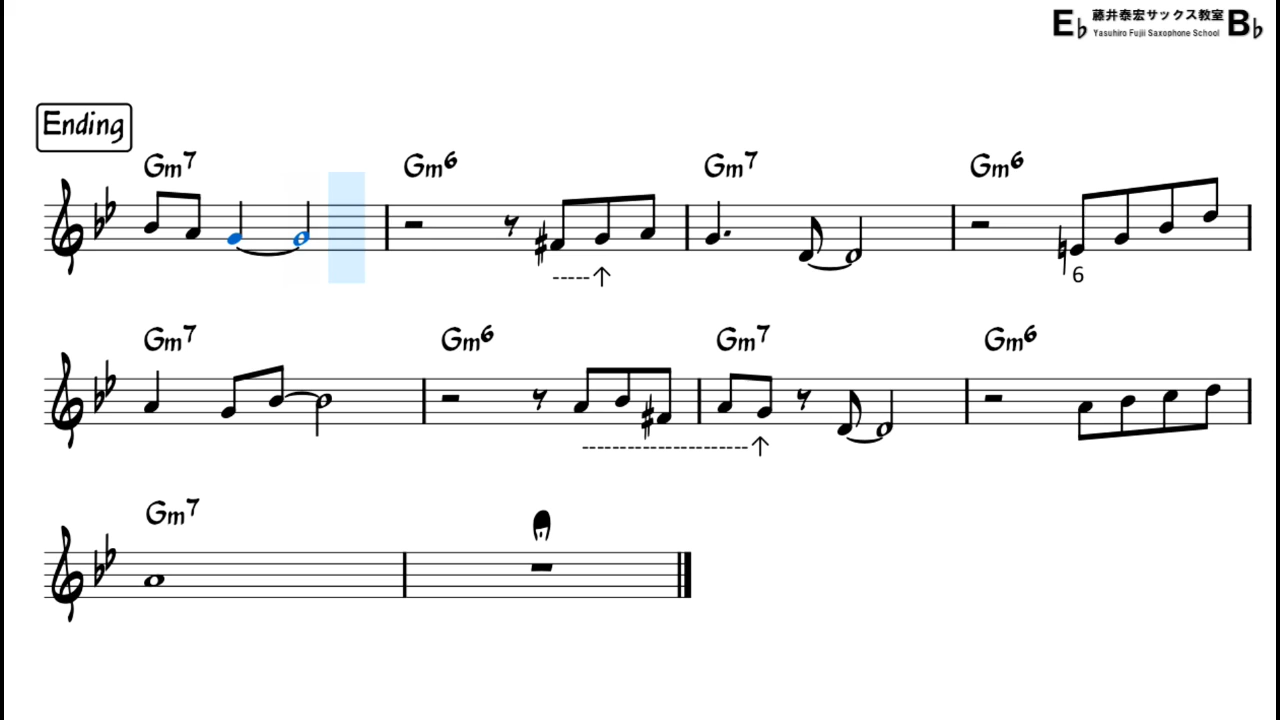 E♭ 藤井泰宏サックス教室 B♭
Yasuhiro Fujii Saxophone School
Ending
Gm7 Gm6 Gm7 Gm6
6
Gm7 Gm6 Gm7 Gm6
Gm7